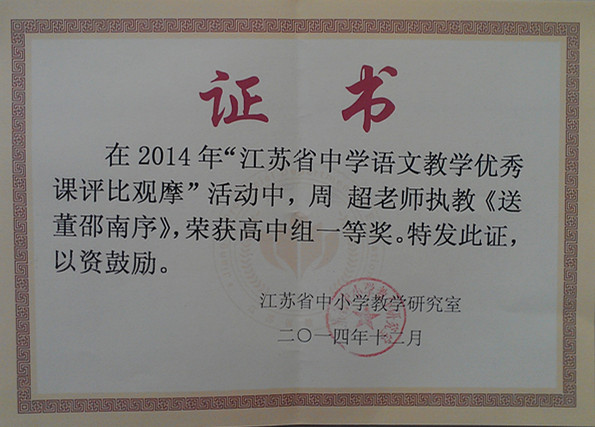 证 书
在2014年“江苏省中学语文教学优秀
课评比观摩”活动中，周 超老师执教《送
董邵南序》，荣获高中组一等奖。特发此证，
以资鼓励。
江苏省中小学教学研究室
二〇一四年十二月